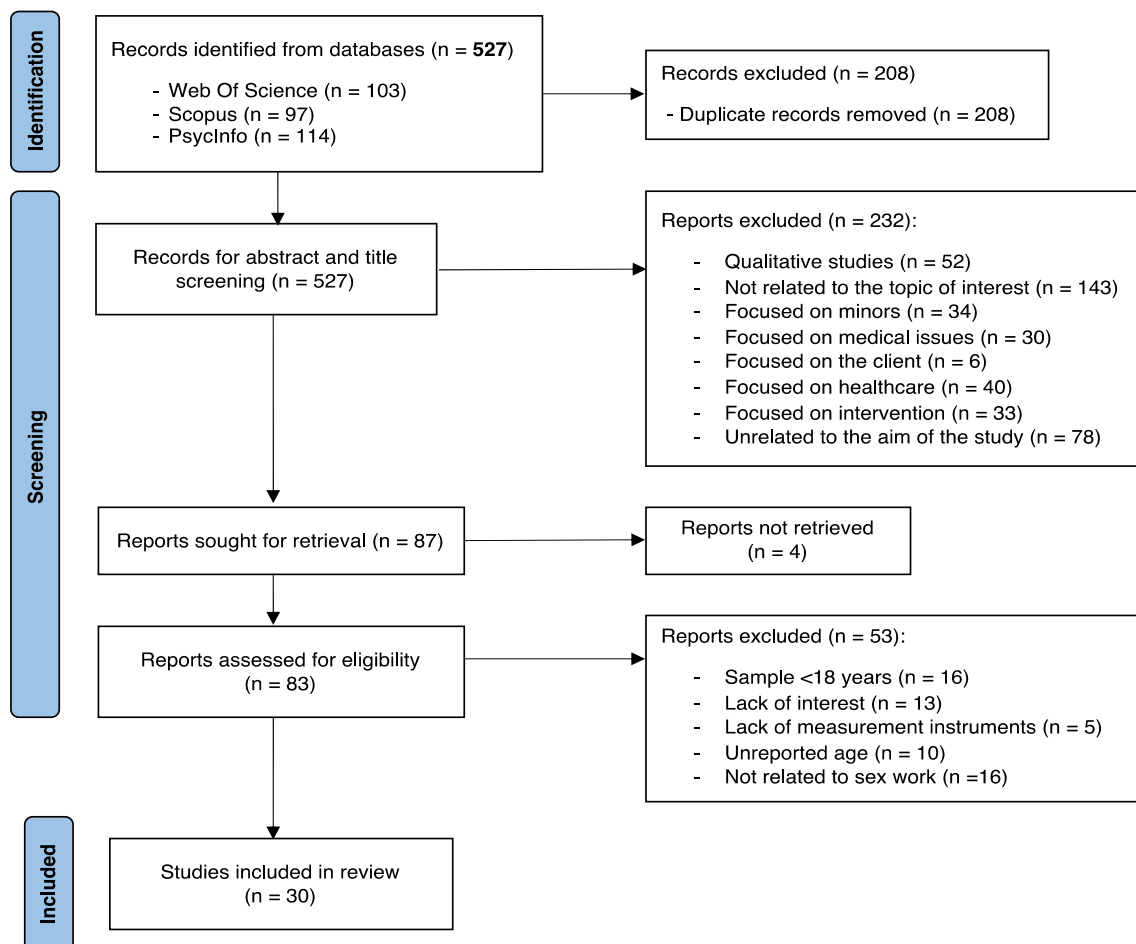 Identification
Records identified from databases (n = 527)
- Web Of Science (n = 103)
- Scopus (n = 97)
- PsycInfo (n = 114)
Records excluded (n = 208)
- Duplicate records removed (n = 208)
Screening
Records for abstract and title
screening (n = 527)
Reports excluded (n = 232):
- Qualitative studies (n = 52)
- Not related to the topic of interest (n = 143)
- Focused on minors (n = 34)
- Focused on medical issues (n = 30)
- Focused on the client (n = 6)
- Focused on healthcare (n = 40)
- Focused on intervention (n = 33)
- Unrelated to the aim of the study (n = 78)
Reports sought for retrieval (n = 87)
Reports not retrieved
(n = 4)
Reports assessed for eligibility
(n = 83)
Reports excluded (n = 53):
- Sample <18 years (n = 16)
- Lack of interest (n = 13)
- Lack of measurement instruments (n = 5)
- Unreported age (n = 10)
- Not related to sex work (n =16)
Included
Studies included in review
(n = 30)